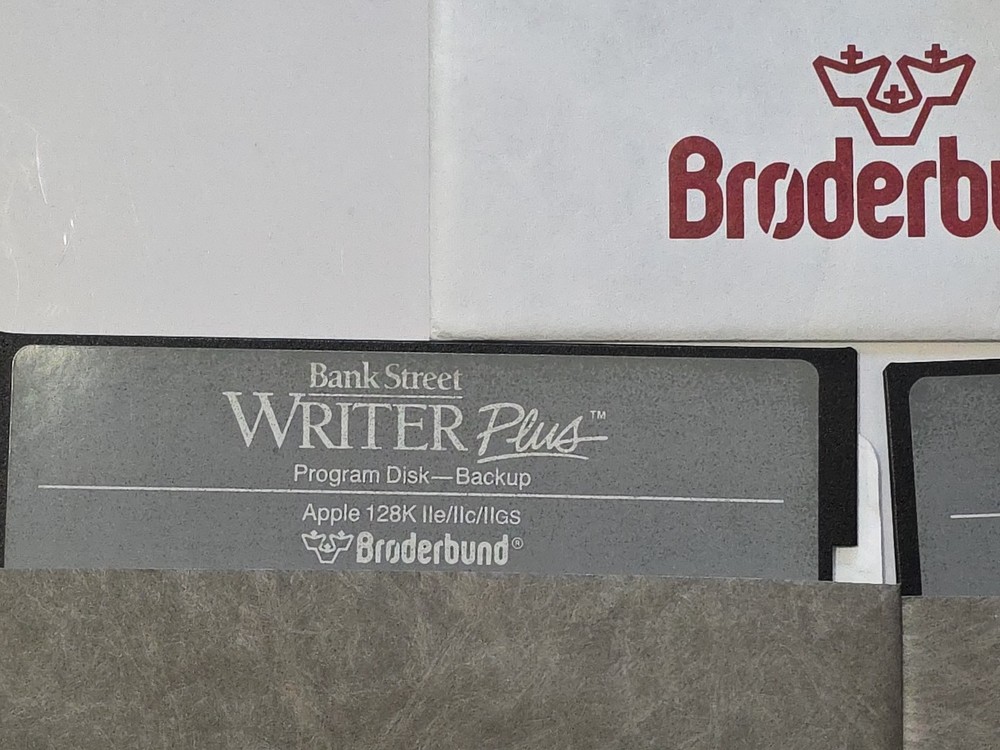 Brøderbu
Bank Street
WRITER Plus™
Program Disk—Backup
Apple 128K IIe/IIc/IIGS
Brøderbund®